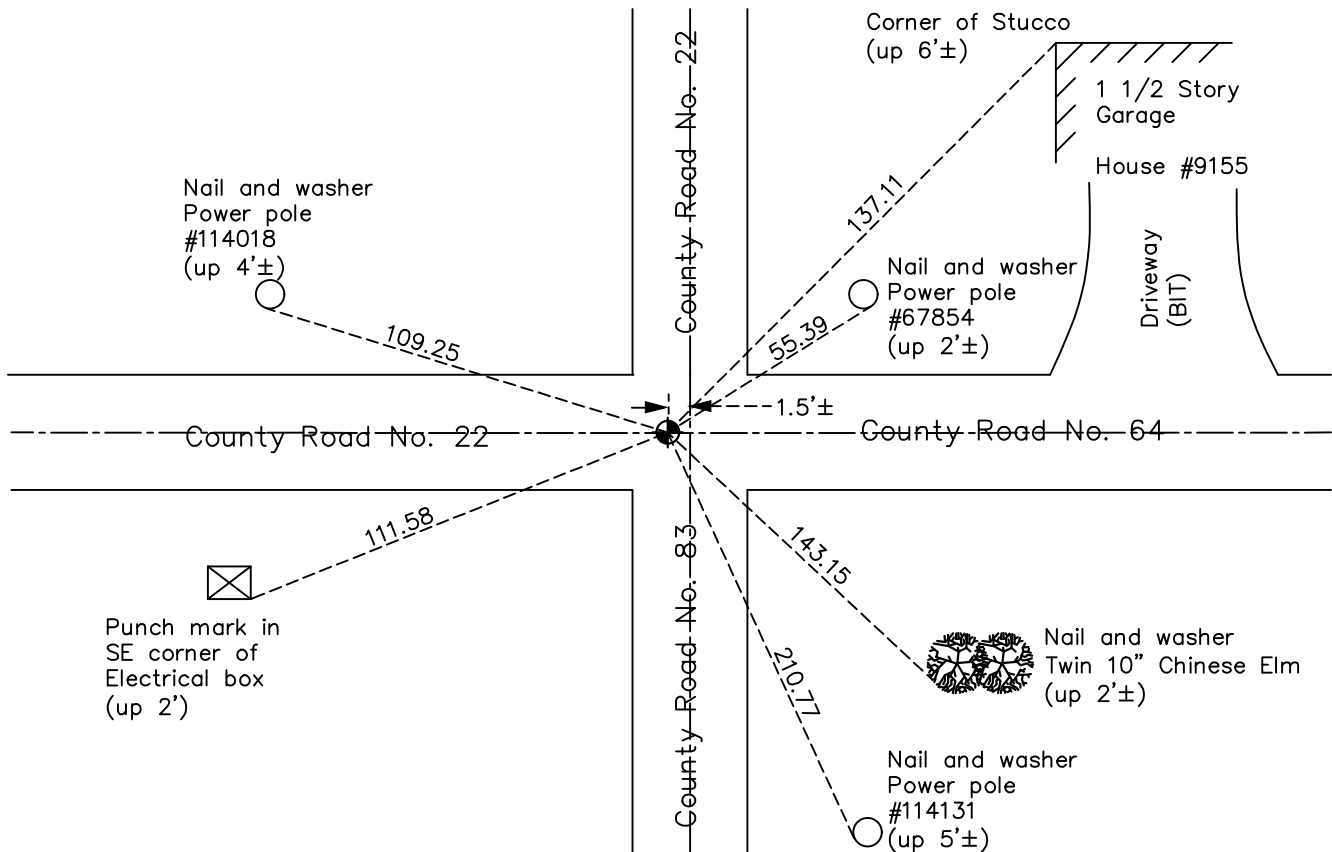 Corner of Stucco
(up 6'±)
1 1/2 Story
Garage
House #9155
County Road No. 22
137.11
Nail and washer
Power pole
#114018
(up 4'±)
Nail and washer
Power pole
#67854
(up 2'±)
Driveway
(BIT)
109.25
55.39
1.5'±
County Road No. 22
County Road No. 64
111.58
143.15
County Road No. 83
210.77
Punch mark in
SE corner of
Electrical box
(up 2')
Nail and washer
Twin 10" Chinese Elm
(up 2'±)
Nail and washer
Power pole
#114131
(up 5'±)